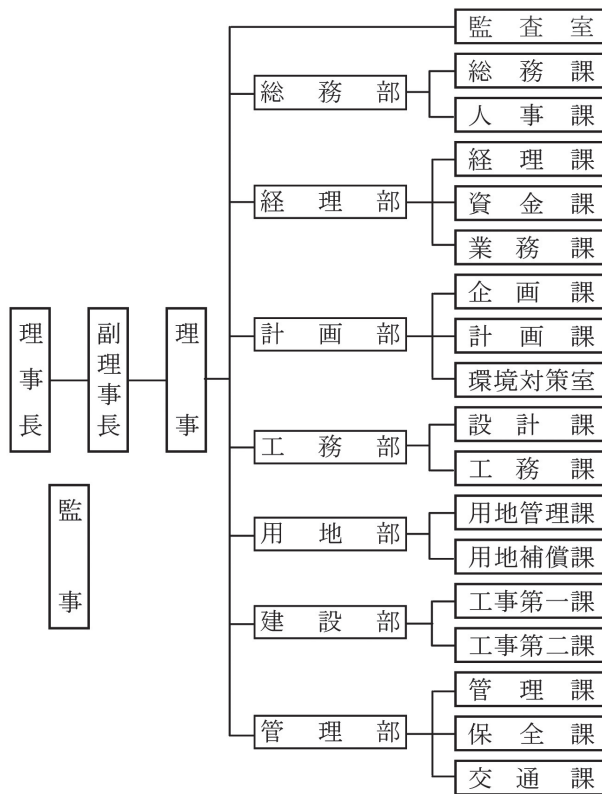 理事長
副理事長
理事
監事
監査室
総務部
総務課
人事課
経理部
経理課
資金課
業務課
計画部
企画課
計画課
環境対策室
工務部
設計課
工務課
用地部
用地管理課
用地補償課
建設部
工事第一課
工事第二課
管理部
管理課
保全課
交通課